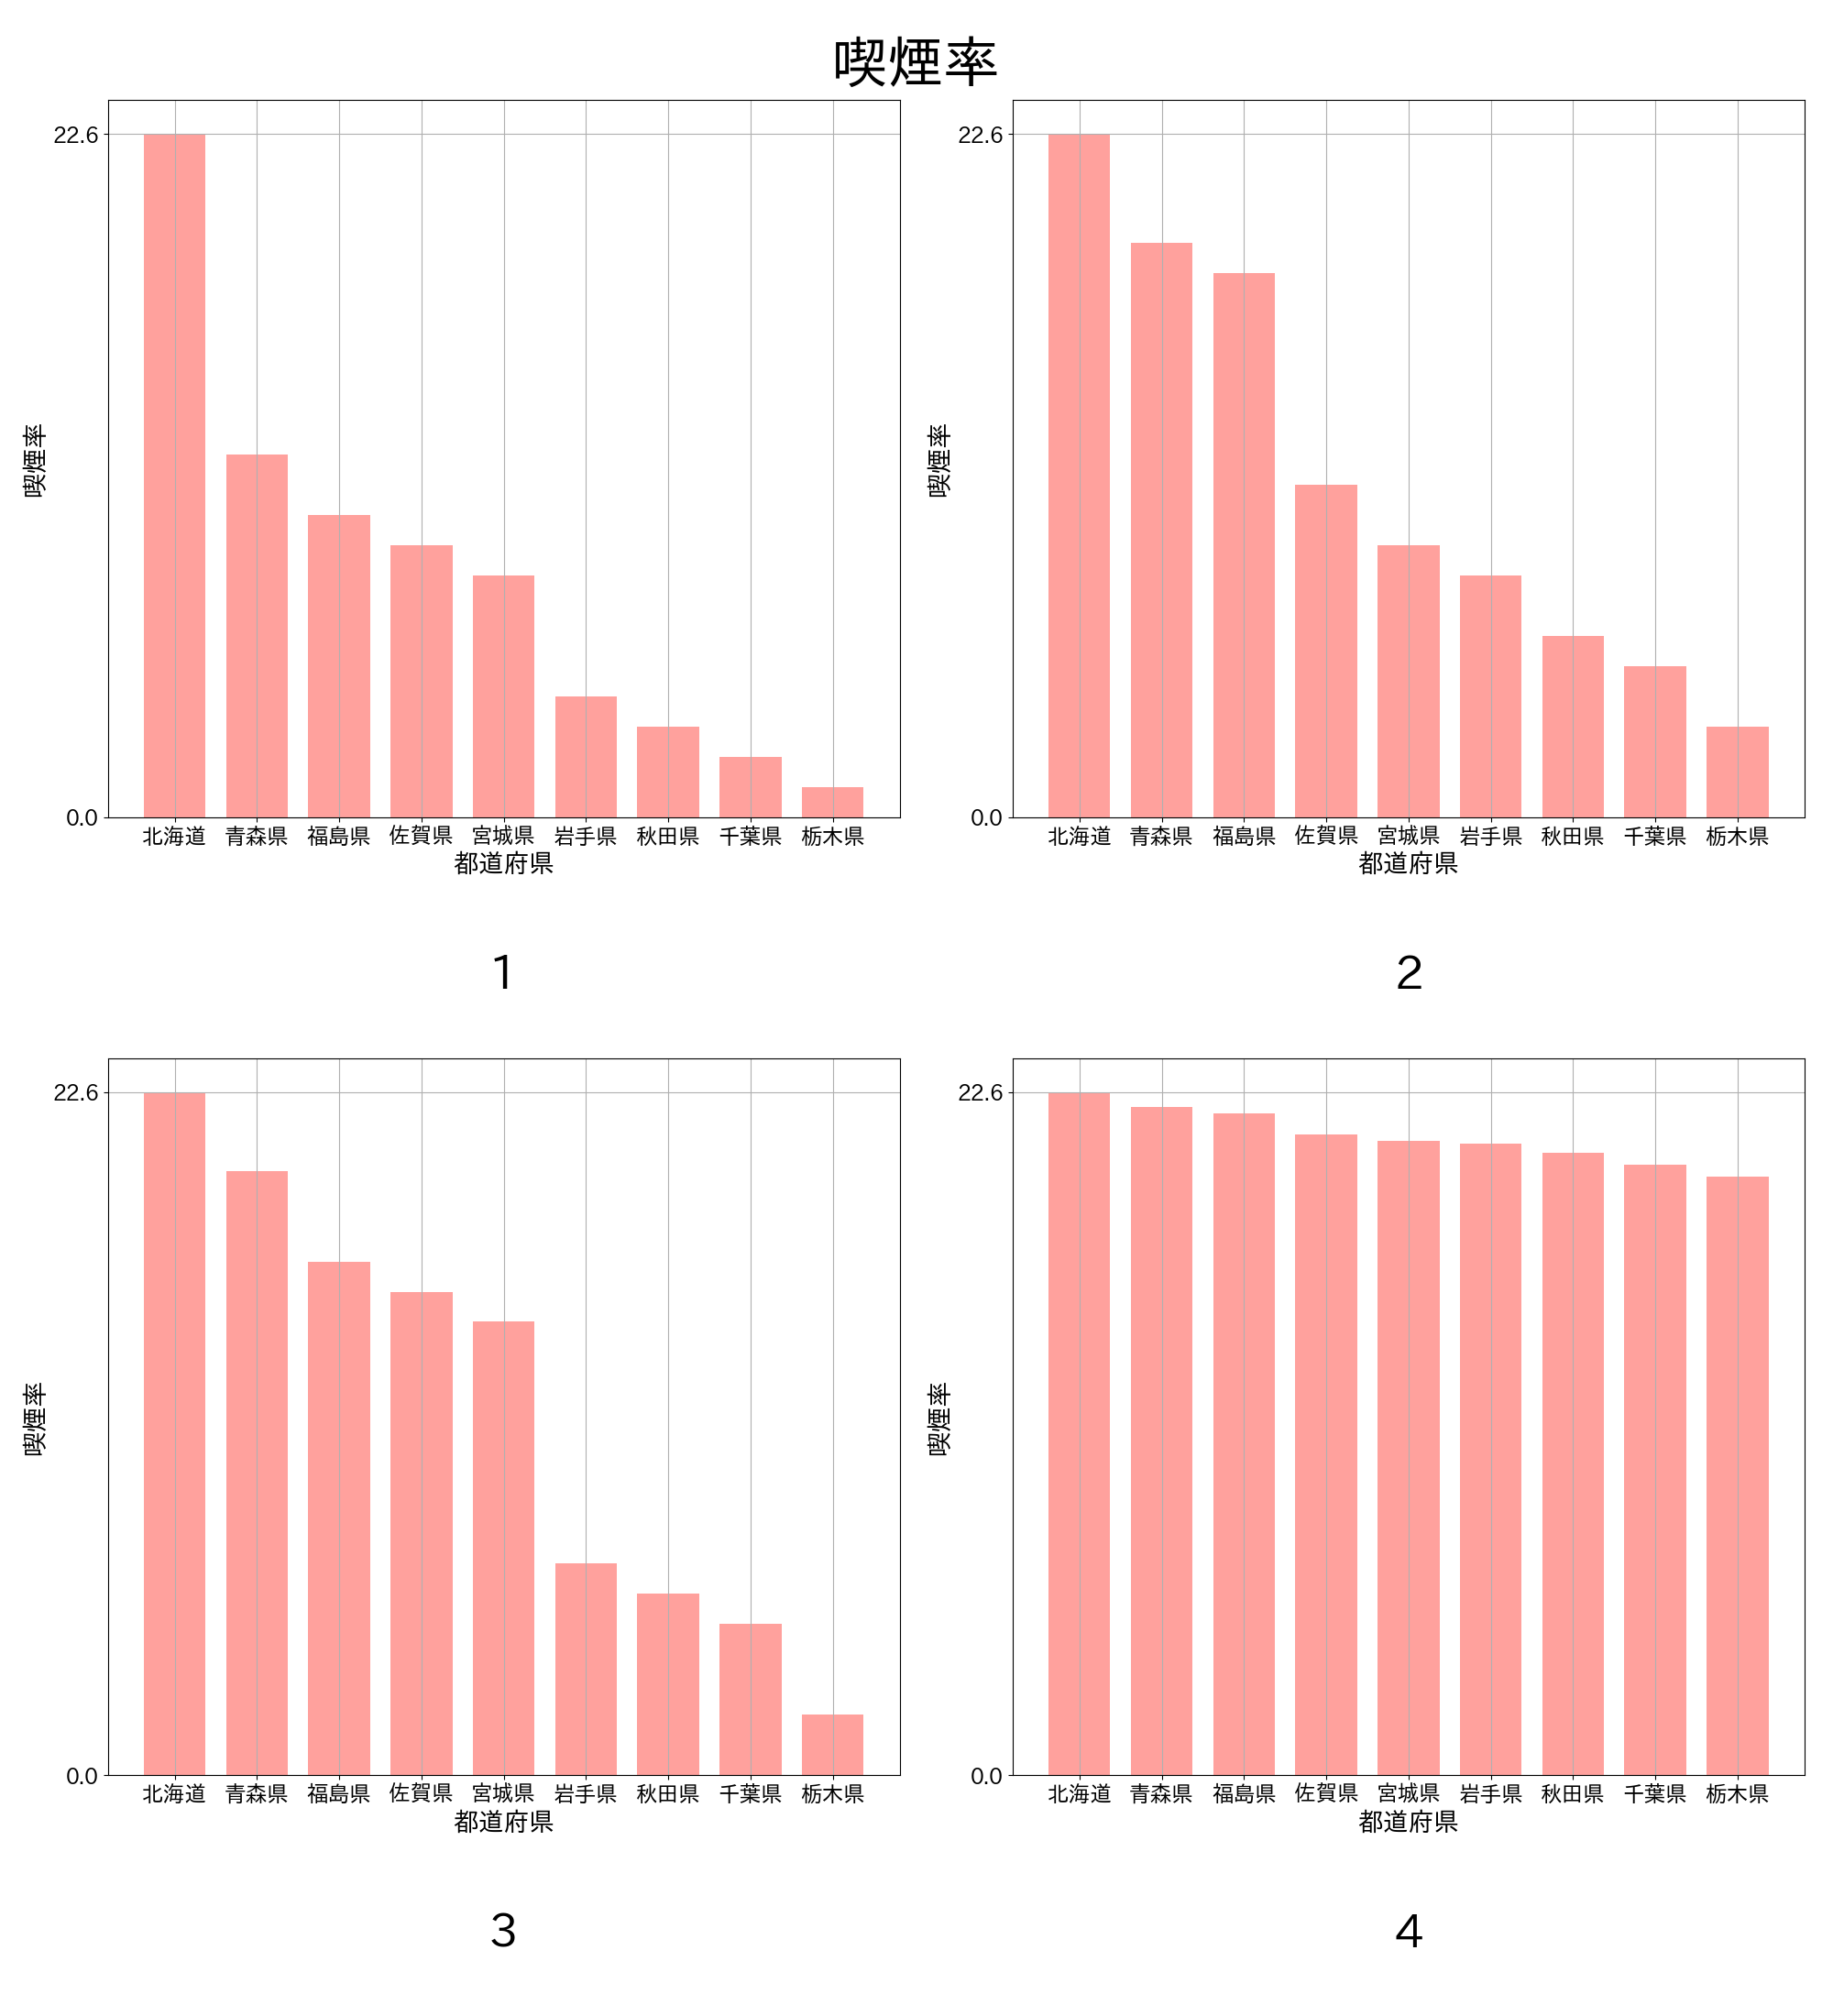 喫煙率
22.6
喫煙率
0.0
北海道 青森県 福島県 佐賀県 宮城県 岩手県 秋田県 千葉県 栃木県
都道府県
1
22.6
喫煙率
0.0
北海道 青森県 福島県 佐賀県 宮城県 岩手県 秋田県 千葉県 栃木県
都道府県
2
22.6
喫煙率
0.0
北海道 青森県 福島県 佐賀県 宮城県 岩手県 秋田県 千葉県 栃木県
都道府県
3
22.6
喫煙率
0.0
北海道 青森県 福島県 佐賀県 宮城県 岩手県 秋田県 千葉県 栃木県
都道府県
4